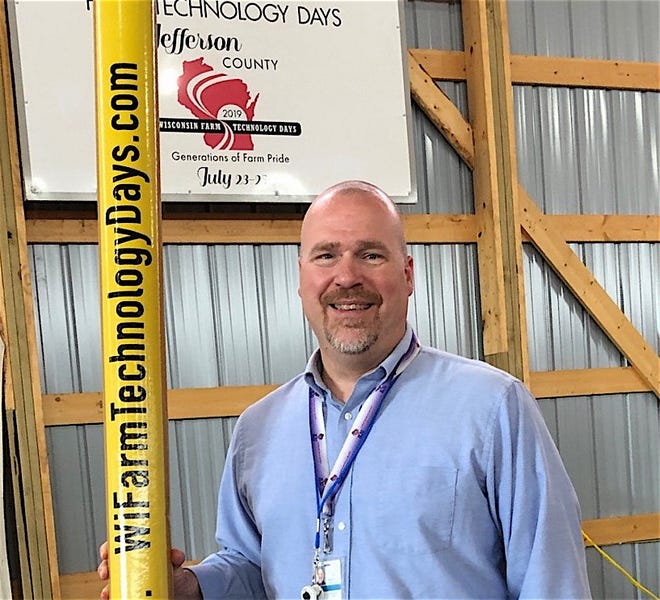 TECHNOLOGY DAYS
Jefferson
COUNTY
2019
WISCONSIN FARM TECHNOLOGY DAYS
Generations of Farm Pride
July 23-2
WiFarmTechnologyDays.com